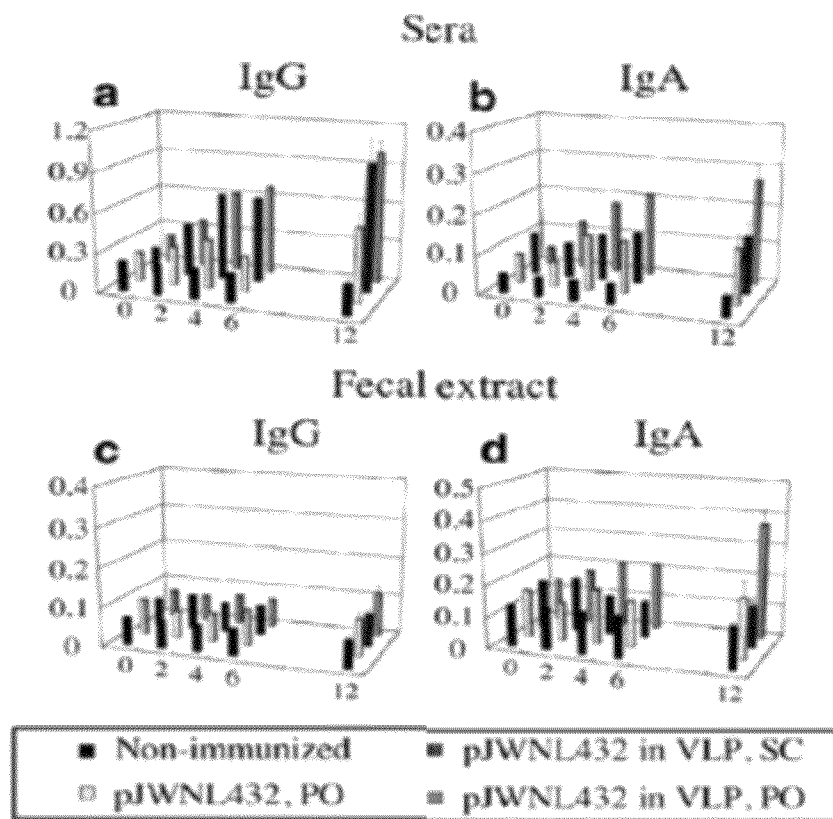 Sera
IgG
IgA
a
b
1.2
0.9
0.6
0.3
0
0 2 4 6 12
0.4
0.3
0.2
0.1
0
0 2 4 6 12
Fecal extract
IgG
IgA
c
d
0.4
0.3
0.2
0.1
0
0 2 4 6 12
0.5
0.4
0.3
0.2
0.1
0
0 2 4 6 12
Non-immunized
pJWNL432 in VLP, SC
pJWNL432, PO
pJWNL432 in VLP, PO